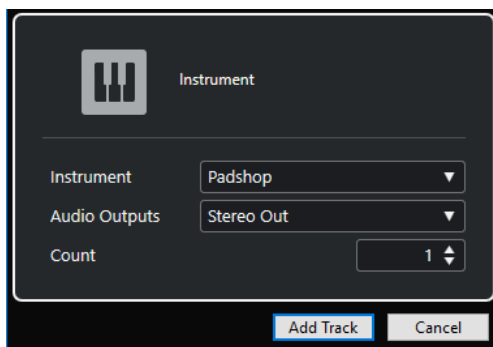 Instrument
Instrument Padshop
Audio Outputs Stereo Out
Count 1
Add Track Cancel